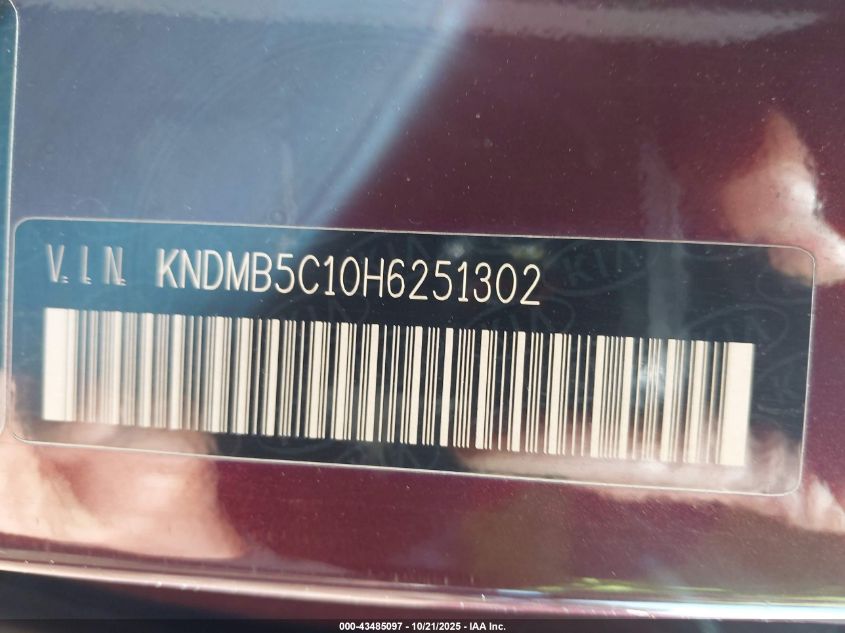 V.I.N. KNDMB5C10H6251302
000-43485097 - 10/21/2025 - IAA Inc.